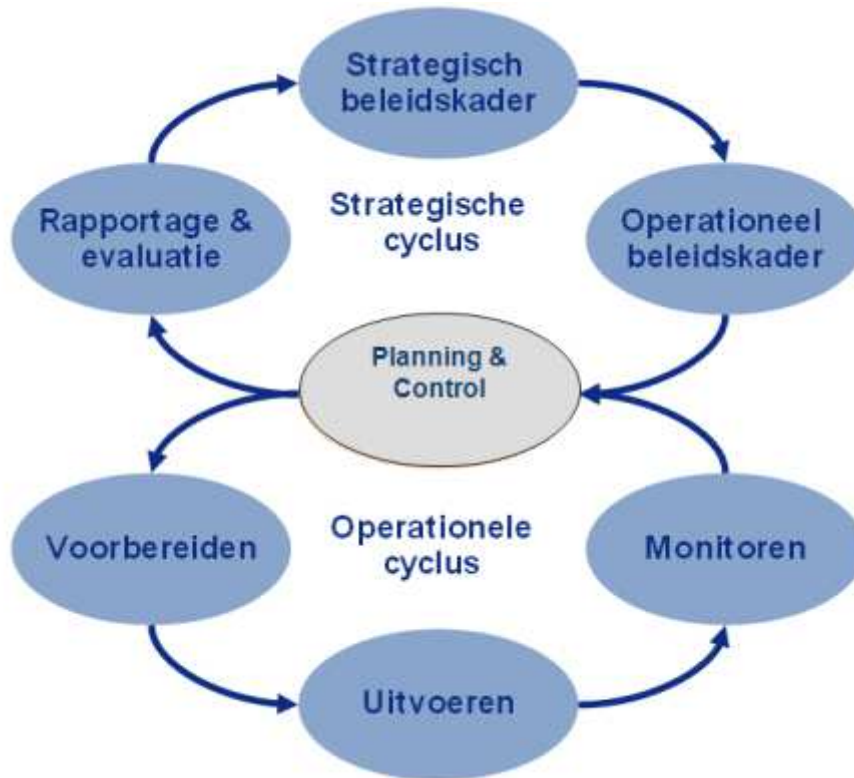 Strategisch
beleidskader
Rapportage &
evaluatie
Strategische
cyclus
Operationeel
beleidskader
Planning &
Control
Voorbereiden
Operationele
cyclus
Monitoren
Uitvoeren